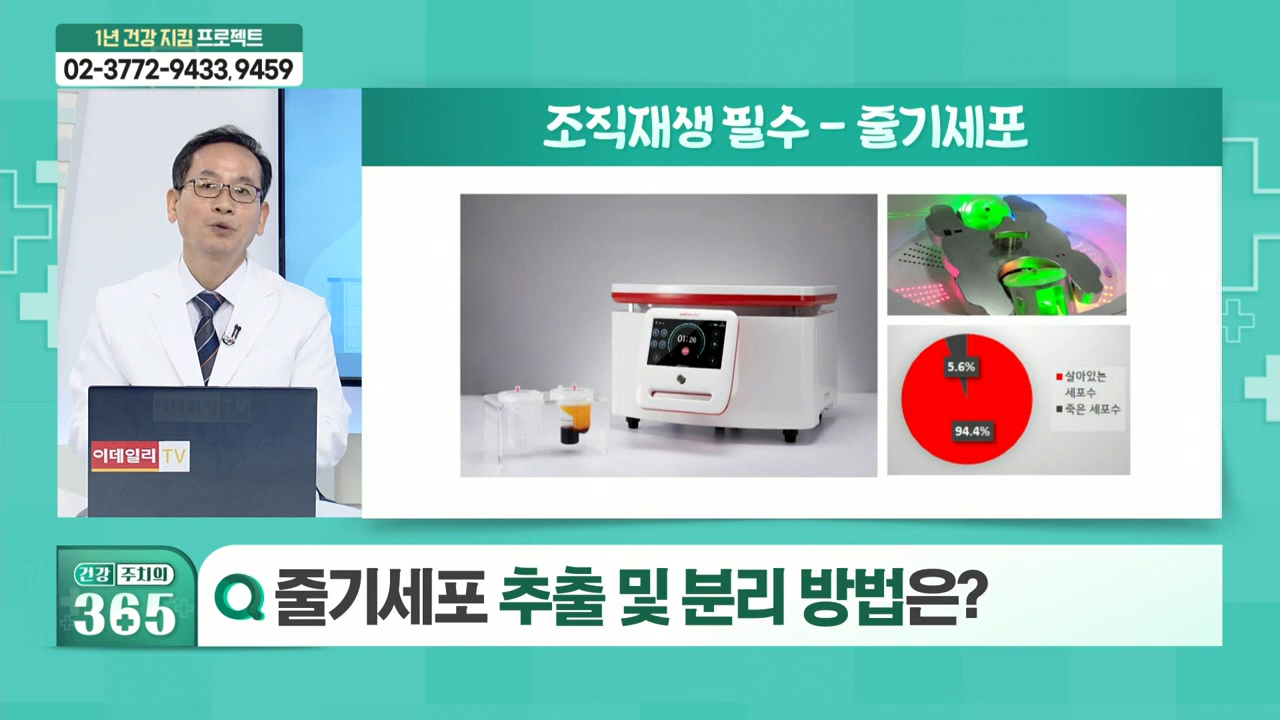 1년 건강 지킴 프로젝트
02-3772-9433, 9459
조직재생 필수 - 줄기세포
01:26
5.6%
94.4%
살아있는
세포수
죽은 세포수
이데일리 TV
건강 주치의
365
Q 줄기세포 추출 및 분리 방법은?